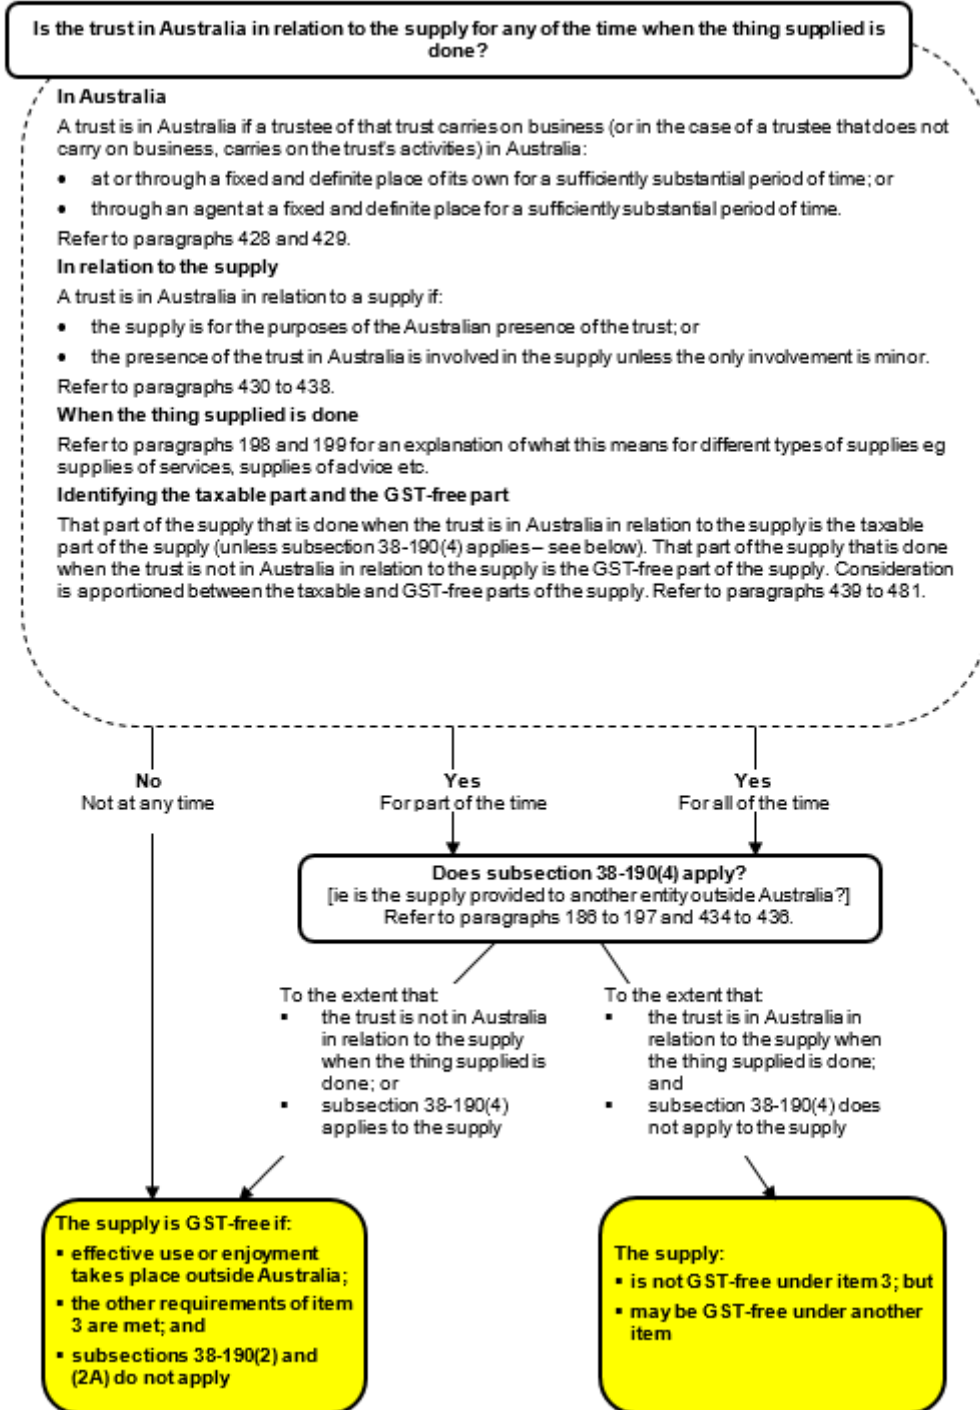 Is the trust in Australia in relation to the supply for any of the time when the thing supplied is
done?
In Australia
A trust is in Australia if a trustee of that trust carries on business (or in the case of a trustee that does not
carry on business, carries on the trust's activities) in Australia:
• at or through a fixed and definite place of its own for a sufficiently substantial period of time; or
• through an agent at a fixed and definite place for a sufficiently substantial period of time.
Refer to paragraphs 428 and 429.
In relation to the supply
A trust is in Australia in relation to a supply if:
• the supply is for the purposes of the Australian presence of the trust; or
• the presence of the trust in Australia is involved in the supply unless the only involvement is minor.
Refer to paragraphs 430 to 438.
When the thing supplied is done
Refer to paragraphs 198 and 199 for an explanation of what this means for different types of supplies eg
supplies of services, supplies of advice etc.
Identifying the taxable part and the GST-free part
That part of the supply that is done when the trust is in Australia in relation to the supply is the taxable
part of the supply (unless subsection 38-190(4) applies – see below). That part of the supply that is done
when the trust is not in Australia in relation to the supply is the GST-free part of the supply. Consideration
is apportioned between the taxable and GST-free parts of the supply. Refer to paragraphs 439 to 481.
No
Not at any time
Yes
For part of the time
Yes
For all of the time
Does subsection 38-190(4) apply?
[ie is the supply provided to another entity outside Australia?]
Refer to paragraphs 186 to 197 and 434 to 436.
To the extent that:
▪ the trust is not in Australia
in relation to the supply
when the thing supplied is
done; or
▪ subsection 38-190(4)
applies to the supply
To the extent that:
▪ the trust is in Australia in
relation to the supply when
the thing supplied is done;
and
▪ subsection 38-190(4) does
not apply to the supply
The supply is GST-free if:
▪ effective use or enjoyment
takes place outside Australia;
▪ the other requirements of item
3 are met; and
▪ subsections 38-190(2) and
(2A) do not apply
The supply:
▪ is not GST-free under item 3; but
▪ may be GST-free under another
item